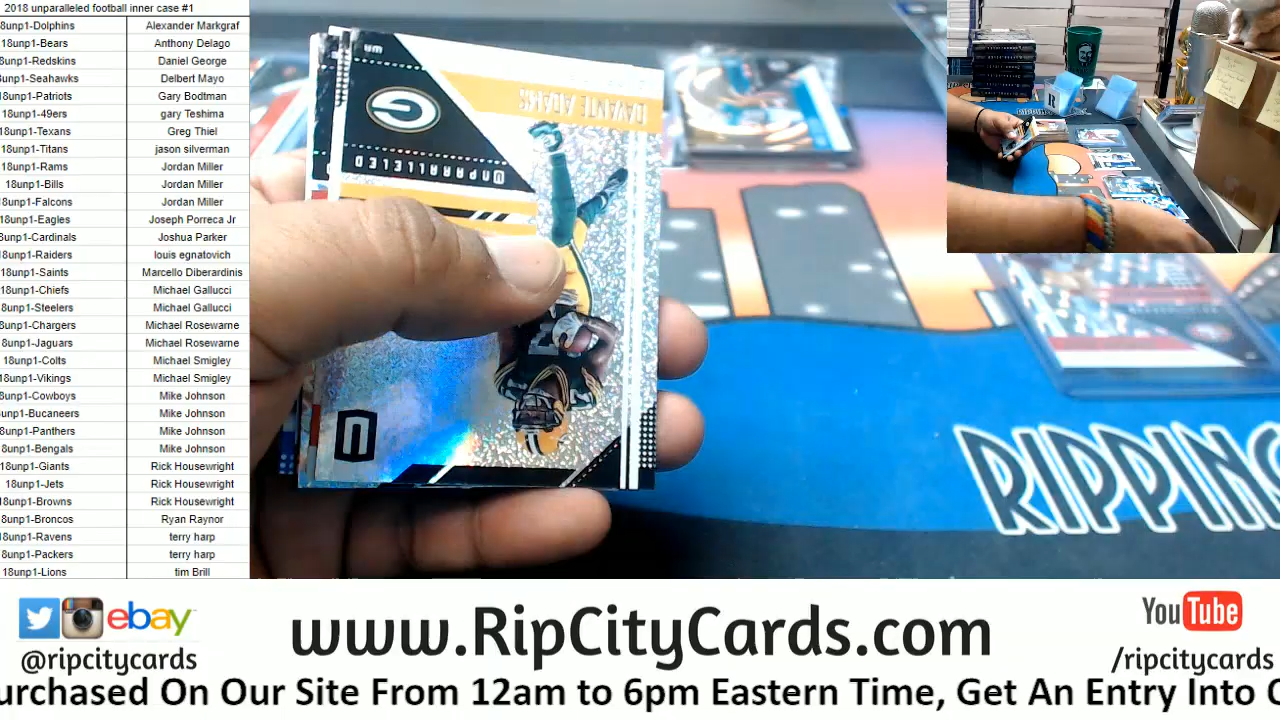 2018 unparalleled football inner case #1
8unp1-Dolphins Alexander Markgraf
18unp1-Bears Anthony Delago
8unp1-Redskins Daniel George
8unp1-Seahawks Delbert Mayo
8unp1-Patriots Gary Bodtman
18unp1-49ers gary Teshima
18unp1-Texans Greg Thiel
18unp1-Titans jason silverman
18unp1-Rams Jordan Miller
18unp1-Bills Jordan Miller
18unp1-Falcons Jordan Miller
18unp1-Eagles Joseph Porreca Jr
8unp1-Cardinals Joshua Parker
18unp1-Raiders louis egnatovich
18unp1-Saints Marcello Diberardinis
18unp1-Chiefs Michael Gallucci
8unp1-Steelers Michael Gallucci
8unp1-Chargers Michael Rosewarne
8unp1-Jaguars Michael Rosewarne
18unp1-Colts Michael Smigley
18unp1-Vikings Michael Smigley
8unp1-Cowboys Mike Johnson
unp1-Bucaneers Mike Johnson
8unp1-Panthers Mike Johnson
8unp1-Bengals Mike Johnson
18unp1-Giants Rick Housewright
18unp1-Jets Rick Housewright
18unp1-Browns Rick Housewright
8unp1-Broncos Ryan Raynor
18unp1-Ravens terry harp
8unp1-Packers terry harp
18unp1-Lions tim Brill
WR
G
DAVANTE ADAMS
UNPARALLELED
U
RIPPING
ebay
@ripcitycards
www.RipCityCards.com
YouTube
/ripcitycards
urchased On Our Site From 12am to 6pm Eastern Time, Get An Entry Into